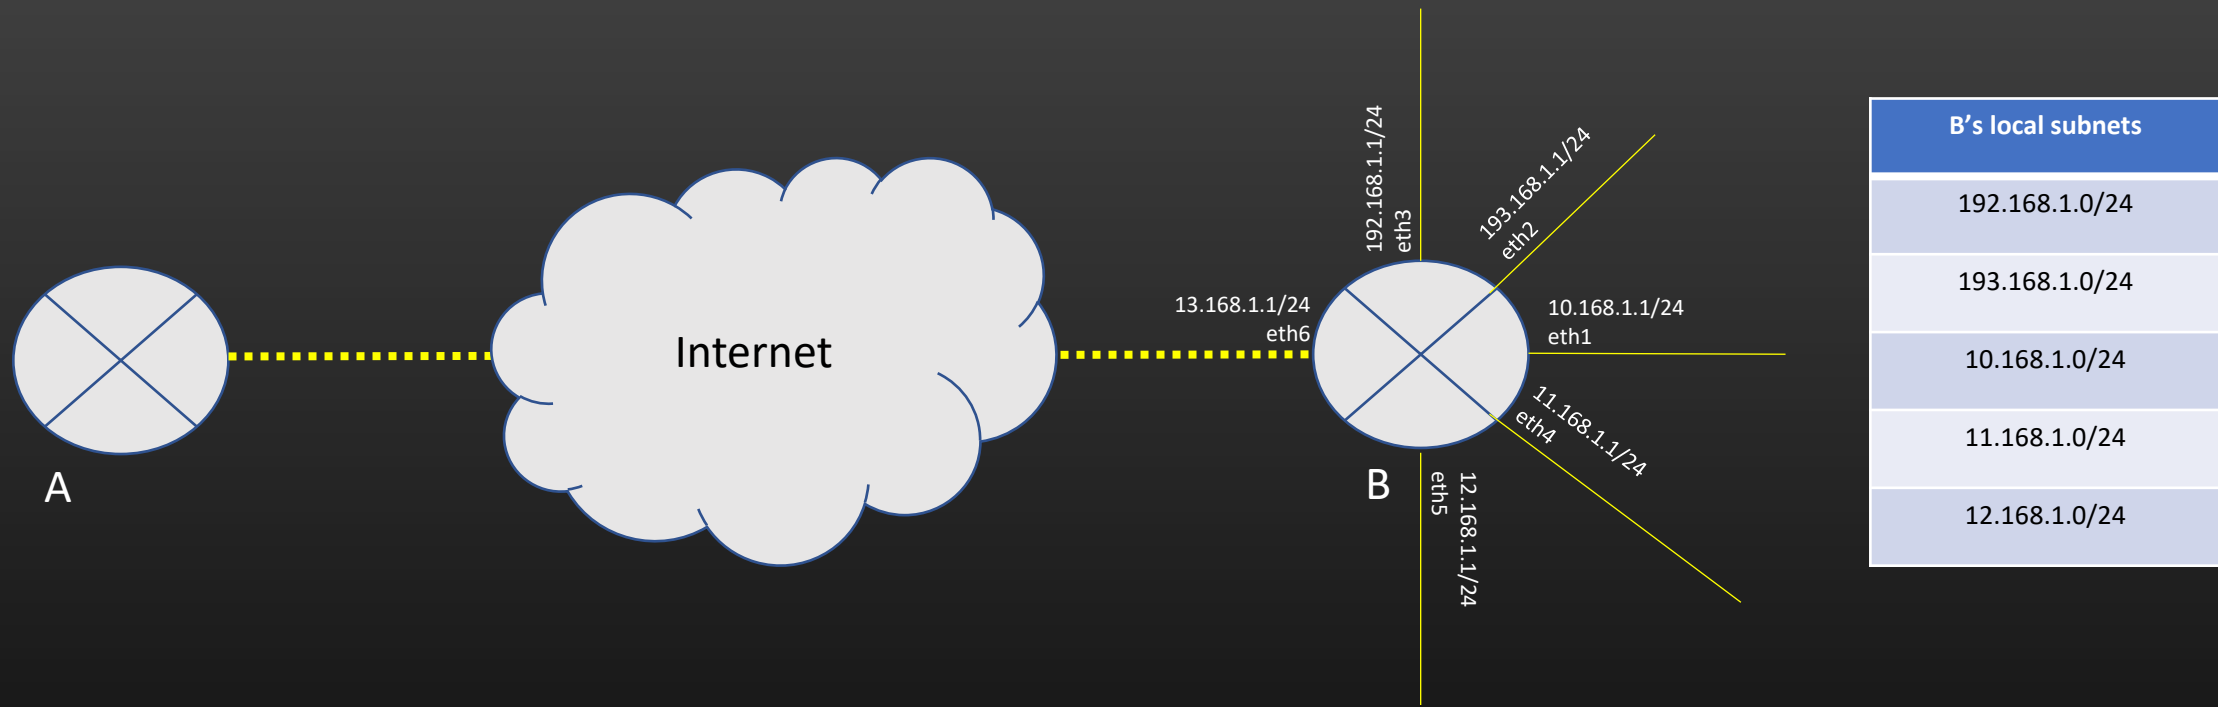 A
Internet
13.168.1.1/24
eth6
B
192.168.1.1/24
eth3
193.168.1.1/24
eth2
10.168.1.1/24
eth1
11.168.1.1/24
eth4
12.168.1.1/24
eth5
B’s local subnets
192.168.1.0/24
193.168.1.0/24
10.168.1.0/24
11.168.1.0/24
12.168.1.0/24